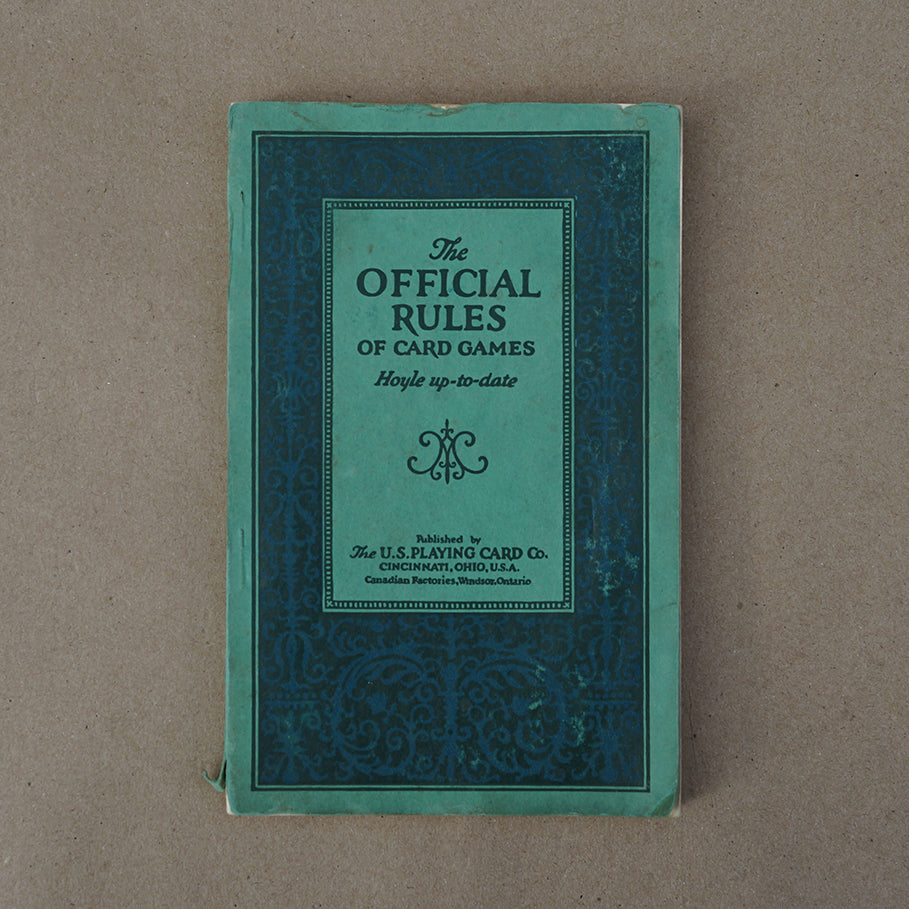 The
OFFICIAL
RULES
OF CARD GAMES
Hoyle up-to-date
Published by
The U.S. PLAYING CARD Co.
CINCINNATI, OHIO, U.S.A.
Canadian Factories, Windsor, Ontario